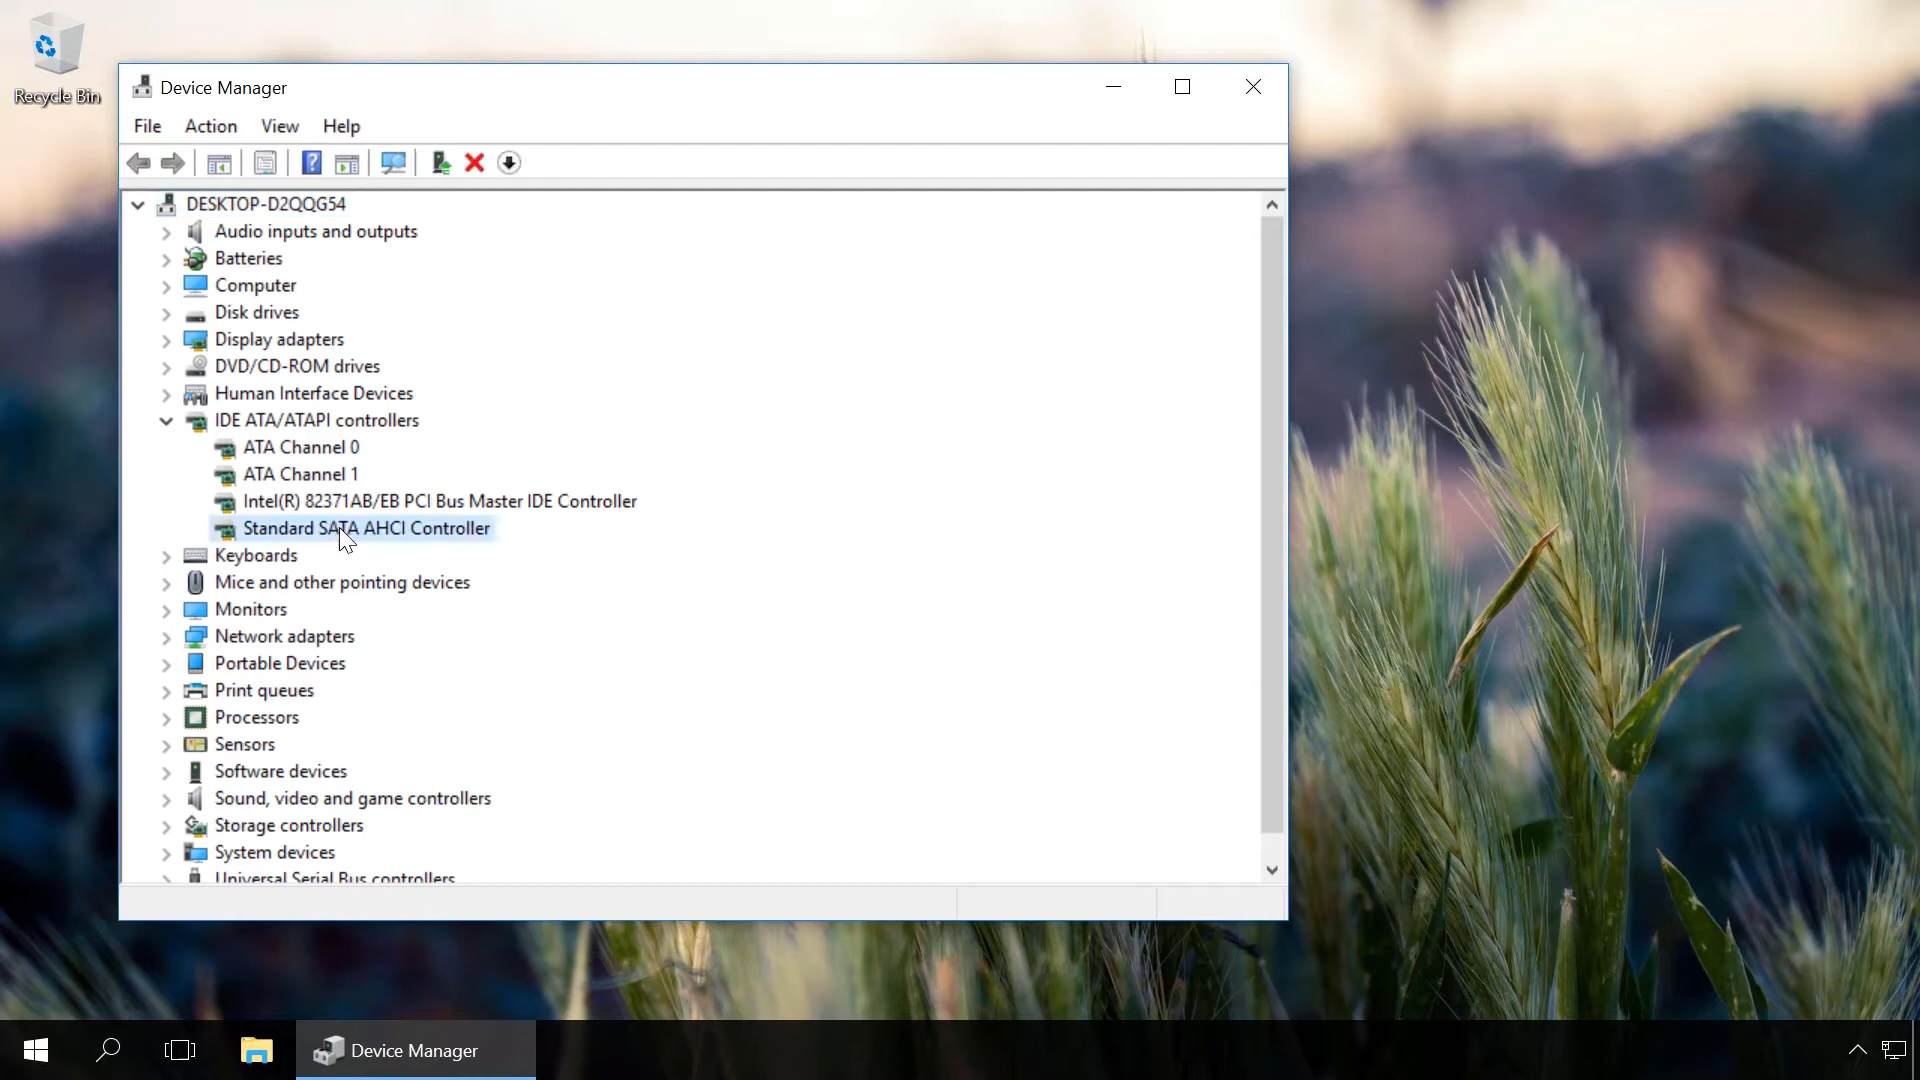 Recycle Bin
Device Manager
File Action View Help
DESKTOP-D2QQG54
Audio inputs and outputs
Batteries
Computer
Disk drives
Display adapters
DVD/CD-ROM drives
Human Interface Devices
IDE ATA/ATAPI controllers
ATA Channel 0
ATA Channel 1
Intel(R) 82371AB/EB PCI Bus Master IDE Controller
Standard SATA AHCI Controller
Keyboards
Mice and other pointing devices
Monitors
Network adapters
Portable Devices
Print queues
Processors
Sensors
Software devices
Sound, video and game controllers
Storage controllers
System devices
Universal Serial Bus controllers
Device Manager